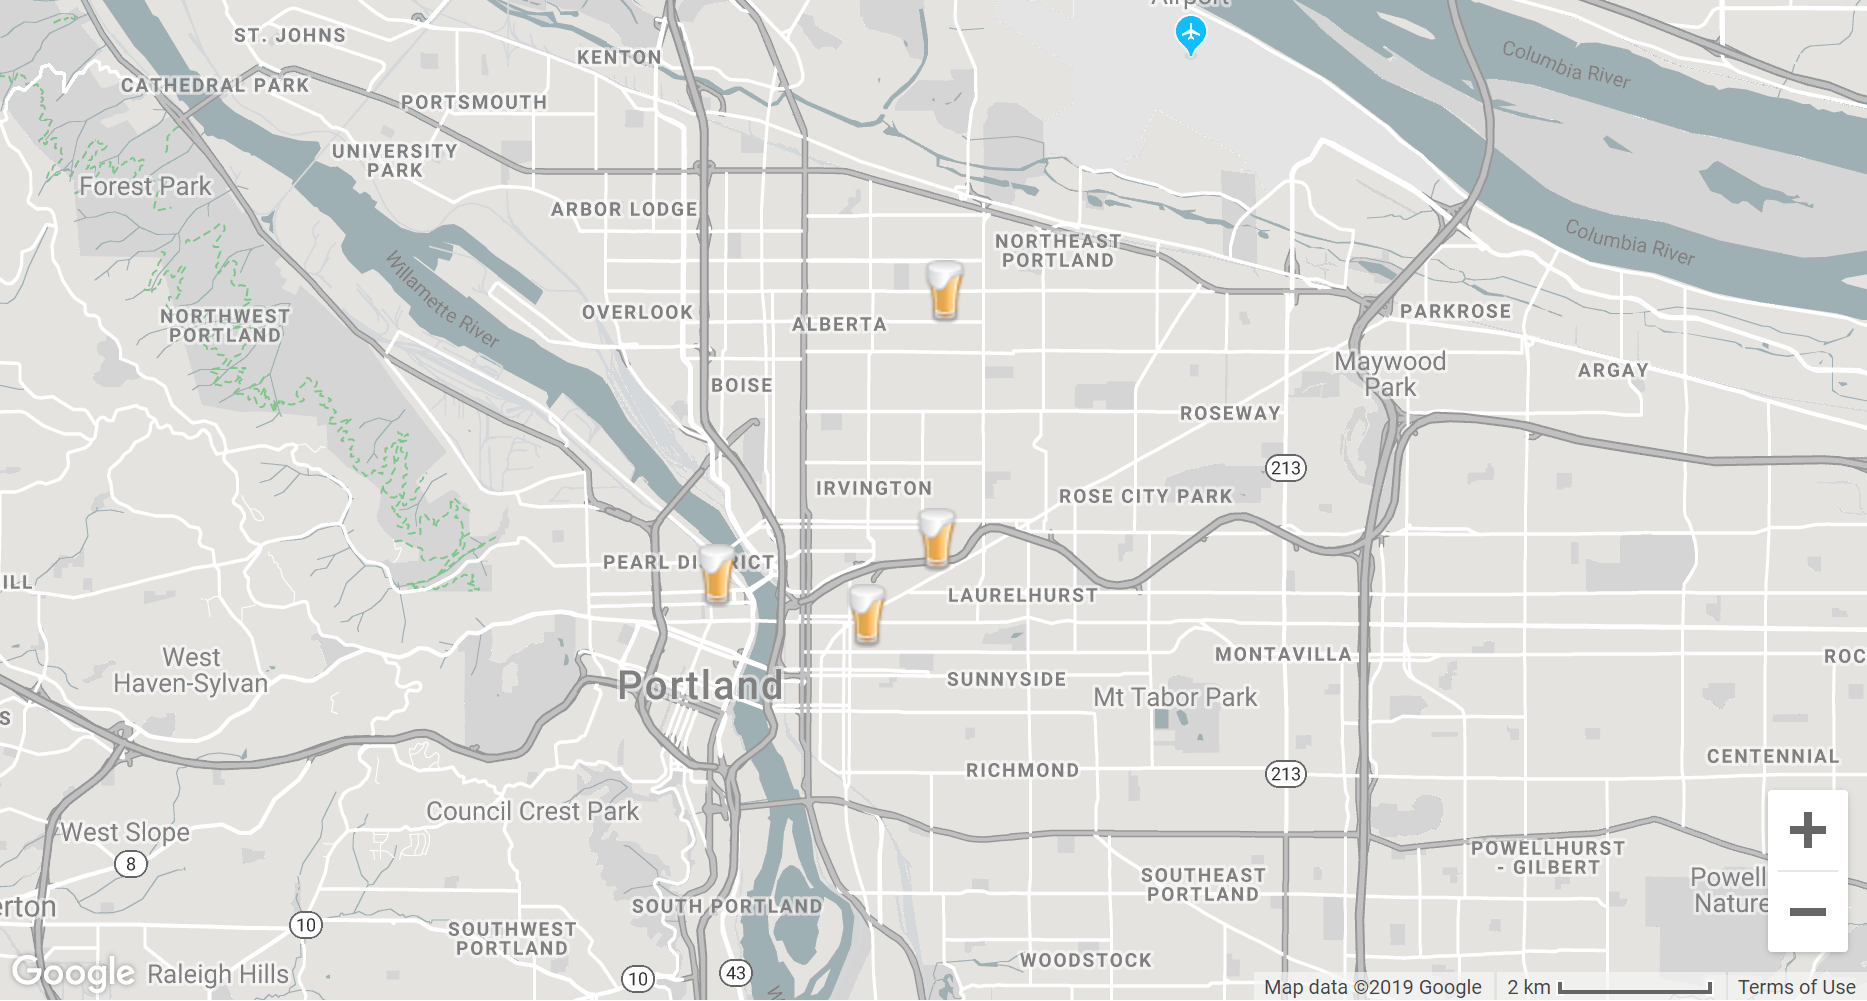 Airport
ST. JOHNS
KENTON
Columbia River
CATHEDRAL PARK
PORTSMOUTH
UNIVERSITY
PARK
Forest Park
ARBOR LODGE
NORTHEAST
PORTLAND
Columbia River
Willamette River
NORTHWEST
PORTLAND
OVERLOOK
ALBERTA
PARKROSE
Maywood
Park
ARGAY
BOISE
ROSEWAY
213
IRVINGTON
ROSE CITY PARK
PEARL DISTRICT
ILL
LAURELHURST
West
Haven-Sylvan
MONTAVILLA
ROC
Portland
SUNNYSIDE
Mt Tabor Park
S
RICHMOND
213
CENTENNIAL
Council Crest Park
West Slope
8
POWELLHURST
- GILBERT
SOUTHEAST
PORTLAND
Powell
Nature
erton
SOUTH PORTLAND
10
SOUTHWEST
PORTLAND
WOODSTOCK
Google
Raleigh Hills
10
43
W
Map data ©2019 Google
2 km
Terms of Use